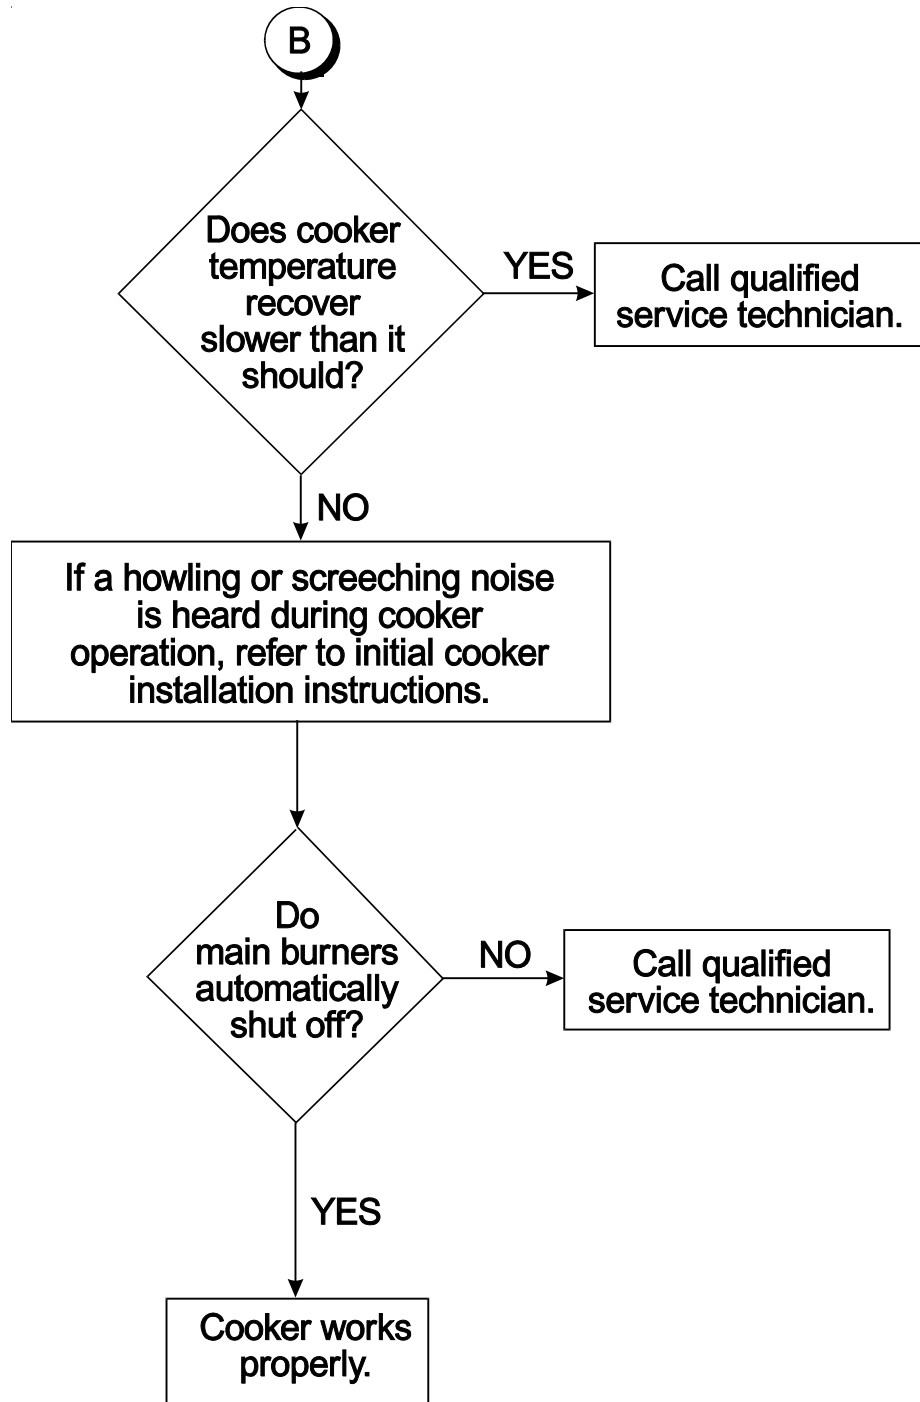 B
Does cooker
temperature
recover
slower than it
should?
YES
Call qualified
service technician.
NO
If a howling or screeching noise
is heard during cooker
operation, refer to initial cooker
installation instructions.
Do
main burners
automatically
shut off?
NO
Call qualified
service technician.
YES
Cooker works
properly.